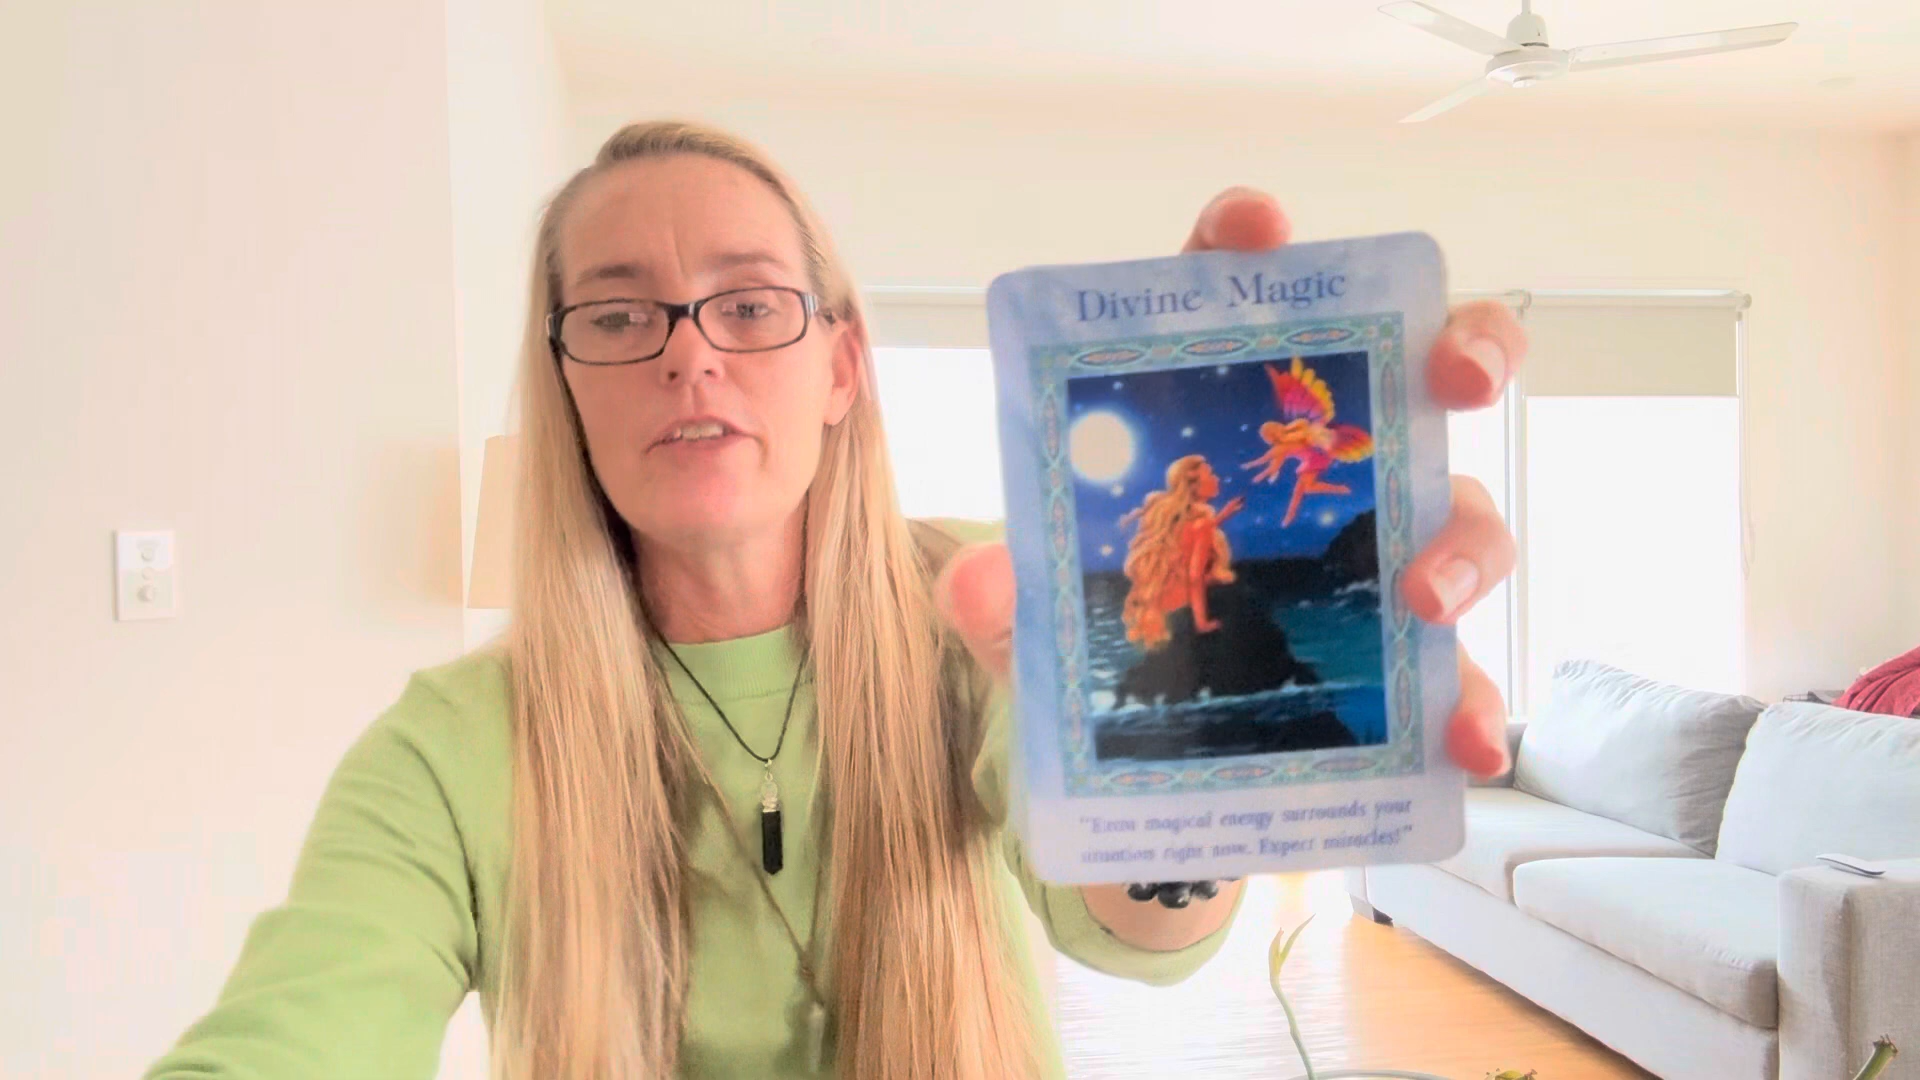 Divine Magic
"Extra magical energy surrounds your
situation right now. Expect miracles!"